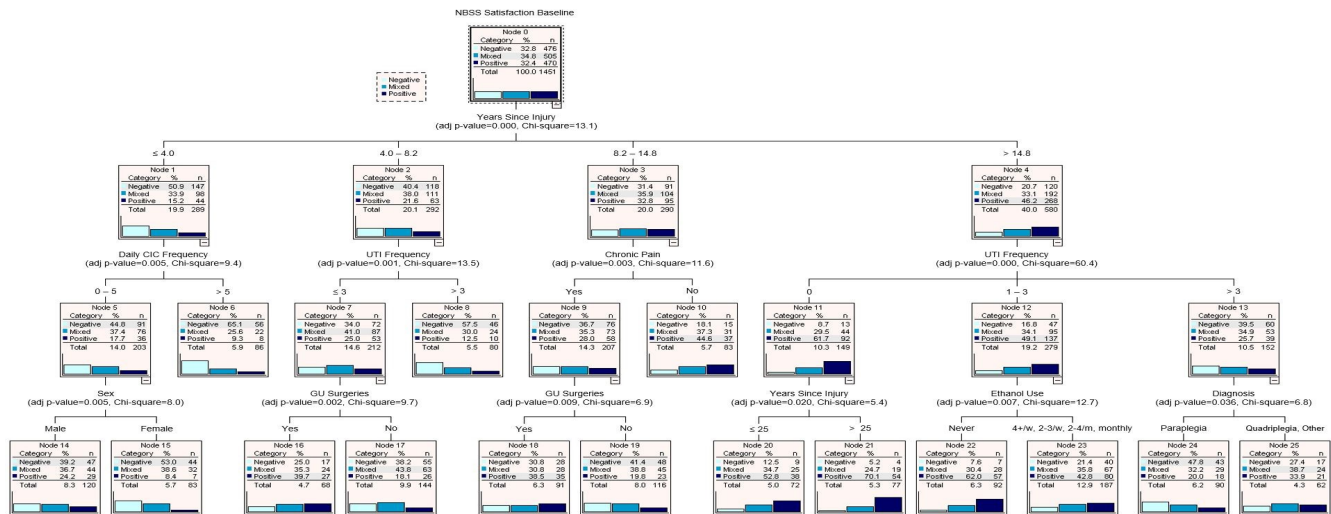 NBSS Satisfaction Baseline
Node 0
Category % n
Negative 32.8 476
Mixed 34.8 505
Positive 32.4 470
Total 100.0 1451
Negative
Mixed
Positive
Years Since Injury
(adj p-value=0.000, Chi-square=13.1)
≤ 4.0
4.0 – 8.2
8.2 – 14.8
> 14.8
Node 1
Category % n
Negative 50.9 147
Mixed 33.9 98
Positive 15.2 44
Total 19.9 289
Node 2
Category % n
Negative 40.4 118
Mixed 38.0 111
Positive 21.6 63
Total 20.1 292
Node 3
Category % n
Negative 31.4 91
Mixed 35.9 104
Positive 32.8 95
Total 20.0 290
Node 4
Category % n
Negative 20.7 120
Mixed 33.1 192
Positive 46.2 268
Total 40.0 580
Daily CIC Frequency
(adj p-value=0.005, Chi-square=9.4)
UTI Frequency
(adj p-value=0.001, Chi-square=13.5)
Chronic Pain
(adj p-value=0.003, Chi-square=11.6)
UTI Frequency
(adj p-value=0.000, Chi-square=60.4)
0 – 5
> 5
≤ 3
> 3
Yes
No
0
1 – 3
> 3
Node 5
Category % n
Negative 44.8 91
Mixed 37.4 76
Positive 17.7 36
Total 14.0 203
Node 6
Category % n
Negative 65.1 56
Mixed 25.6 22
Positive 9.3 8
Total 5.9 86
Node 7
Category % n
Negative 34.0 72
Mixed 41.0 87
Positive 25.0 53
Total 14.6 212
Node 8
Category % n
Negative 57.5 46
Mixed 30.0 24
Positive 12.5 10
Total 5.5 80
Node 9
Category % n
Negative 36.7 76
Mixed 35.3 73
Positive 28.0 58
Total 14.3 207
Node 10
Category % n
Negative 18.1 15
Mixed 37.3 31
Positive 44.6 37
Total 5.7 83
Node 11
Category % n
Negative 8.7 13
Mixed 29.5 44
Positive 61.7 92
Total 10.3 149
Node 12
Category % n
Negative 16.8 47
Mixed 34.1 95
Positive 49.1 137
Total 19.2 279
Node 13
Category % n
Negative 39.5 60
Mixed 34.9 53
Positive 25.7 39
Total 10.5 152
Sex
(adj p-value=0.005, Chi-square=8.0)
GU Surgeries
(adj p-value=0.002, Chi-square=9.7)
GU Surgeries
(adj p-value=0.009, Chi-square=6.9)
Years Since Injury
(adj p-value=0.020, Chi-square=5.4)
Ethanol Use
(adj p-value=0.007, Chi-square=12.7)
Diagnosis
(adj p-value=0.036, Chi-square=6.8)
Male
Female
Yes
No
Yes
No
≤ 25
> 25
Never
4+/w, 2-3/w, 2-4/m, monthly
Paraplegia
Quadriplegia, Other
Node 14
Category % n
Negative 39.2 47
Mixed 36.7 44
Positive 24.2 29
Total 8.3 120
Node 15
Category % n
Negative 53.0 44
Mixed 38.6 32
Positive 8.4 7
Total 5.7 83
Node 16
Category % n
Negative 25.0 17
Mixed 35.3 24
Positive 39.7 27
Total 4.7 68
Node 17
Category % n
Negative 38.2 55
Mixed 43.8 63
Positive 18.1 26
Total 9.9 144
Node 18
Category % n
Negative 30.8 28
Mixed 30.8 28
Positive 38.5 35
Total 6.3 91
Node 19
Category % n
Negative 41.4 48
Mixed 38.8 45
Positive 19.8 23
Total 8.0 116
Node 20
Category % n
Negative 12.5 9
Mixed 34.7 25
Positive 52.8 38
Total 5.0 72
Node 21
Category % n
Negative 5.2 4
Mixed 24.7 19
Positive 70.1 54
Total 5.3 77
Node 22
Category % n
Negative 7.6 7
Mixed 30.4 28
Positive 62.0 57
Total 6.3 92
Node 23
Category % n
Negative 21.4 40
Mixed 35.8 67
Positive 42.8 80
Total 12.9 187
Node 24
Category % n
Negative 47.8 43
Mixed 32.2 29
Positive 20.0 18
Total 6.2 90
Node 25
Category % n
Negative 27.4 17
Mixed 38.7 24
Positive 33.9 21
Total 4.3 62